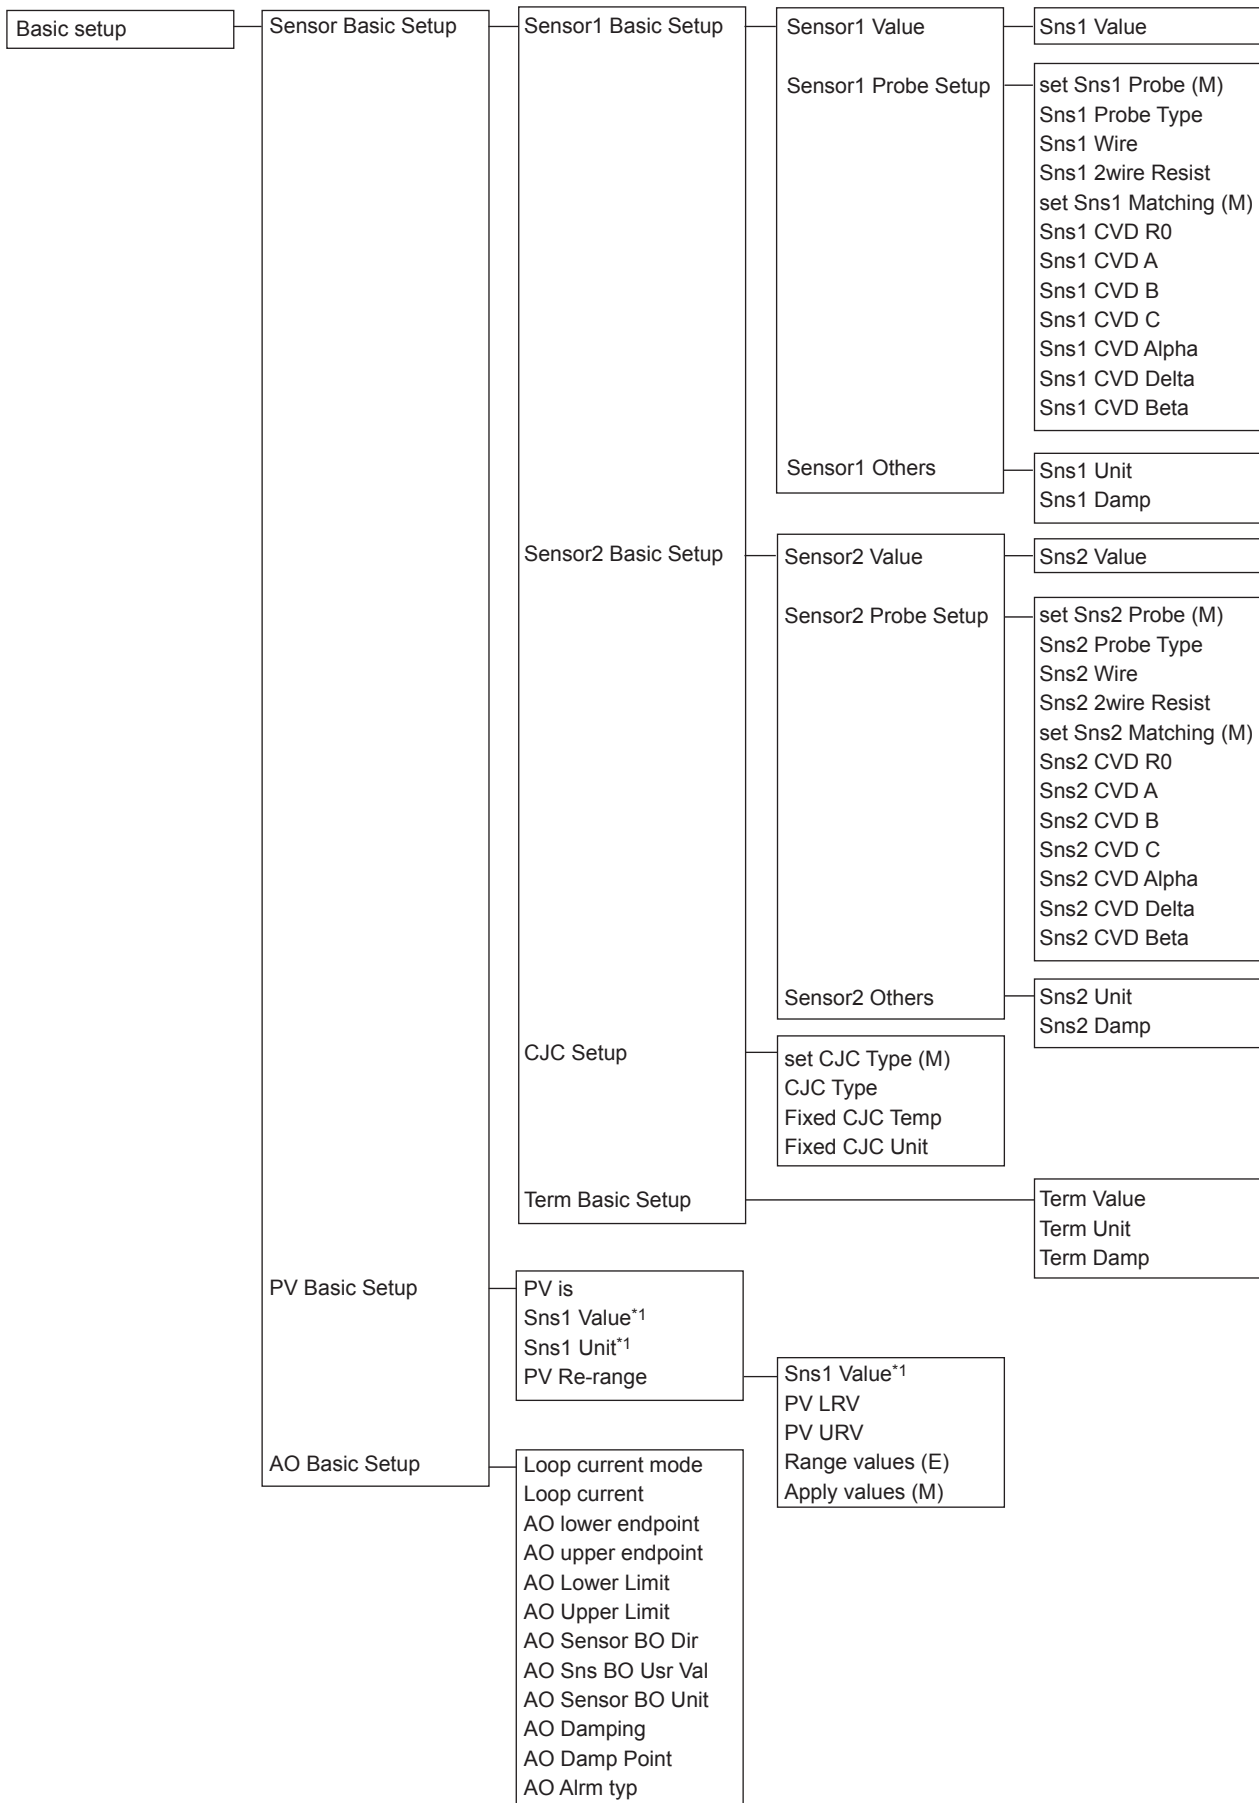 Basic setup
Sensor Basic Setup
Sensor1 Basic Setup
Sensor1 Value
Sns1 Value
Sensor1 Probe Setup
set Sns1 Probe (M)
Sns1 Probe Type
Sns1 Wire
Sns1 2wire Resist
set Sns1 Matching (M)
Sns1 CVD R0
Sns1 CVD A
Sns1 CVD B
Sns1 CVD C
Sns1 CVD Alpha
Sns1 CVD Delta
Sns1 CVD Beta
Sensor1 Others
Sns1 Unit
Sns1 Damp
Sensor2 Basic Setup
Sensor2 Value
Sns2 Value
Sensor2 Probe Setup
set Sns2 Probe (M)
Sns2 Probe Type
Sns2 Wire
Sns2 2wire Resist
set Sns2 Matching (M)
Sns2 CVD R0
Sns2 CVD A
Sns2 CVD B
Sns2 CVD C
Sns2 CVD Alpha
Sns2 CVD Delta
Sns2 CVD Beta
Sensor2 Others
Sns2 Unit
Sns2 Damp
CJC Setup
set CJC Type (M)
CJC Type
Fixed CJC Temp
Fixed CJC Unit
Term Basic Setup
Term Value
Term Unit
Term Damp
PV Basic Setup
PV is
Sns1 Value*1
Sns1 Unit*1
PV Re-range
Sns1 Value*1
PV LRV
PV URV
Range values (E)
Apply values (M)
AO Basic Setup
Loop current mode
Loop current
AO lower endpoint
AO upper endpoint
AO Lower Limit
AO Upper Limit
AO Sensor BO Dir
AO Sns BO Usr Val
AO Sensor BO Unit
AO Damping
AO Damp Point
AO Alrm typ